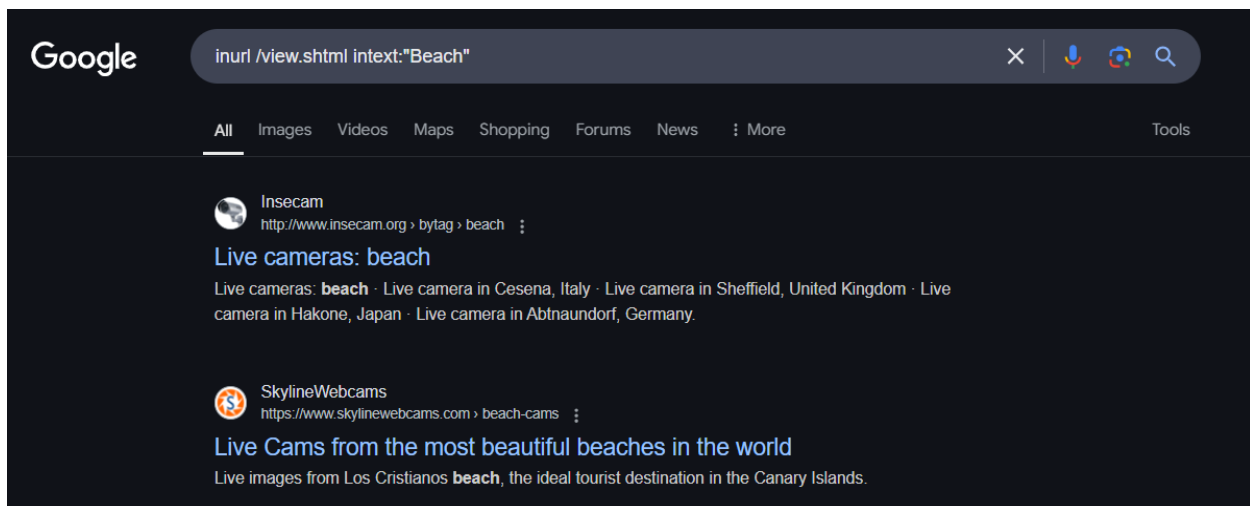 Google
inurl /view.shtml intext:"Beach"
All Images Videos Maps Shopping Forums News More Tools
Insecam
http://www.insecam.org › bytag › beach
Live cameras: beach
Live cameras: beach · Live camera in Cesena, Italy · Live camera in Sheffield, United Kingdom · Live
camera in Hakone, Japan · Live camera in Abtnaundorf, Germany.
S
SkylineWebcams
https://www.skylinewebcams.com › beach-cams
Live Cams from the most beautiful beaches in the world
Live images from Los Cristianos beach, the ideal tourist destination in the Canary Islands.